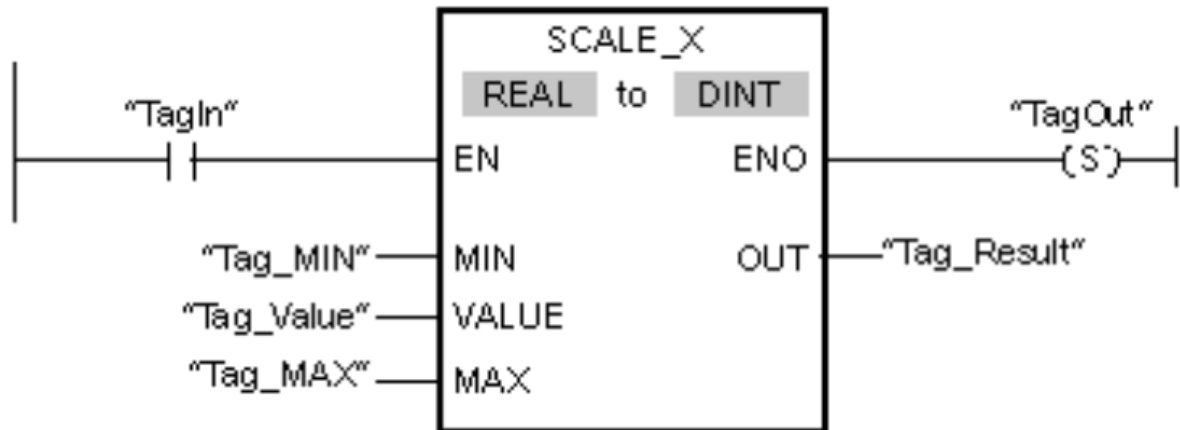 SCALE_X
REAL to DINT
"TagIn"
"TagOut"
EN ENO
(S)
"Tag_MIN" MIN OUT "Tag_Result"
"Tag_Value" VALUE
"Tag_MAX" MAX